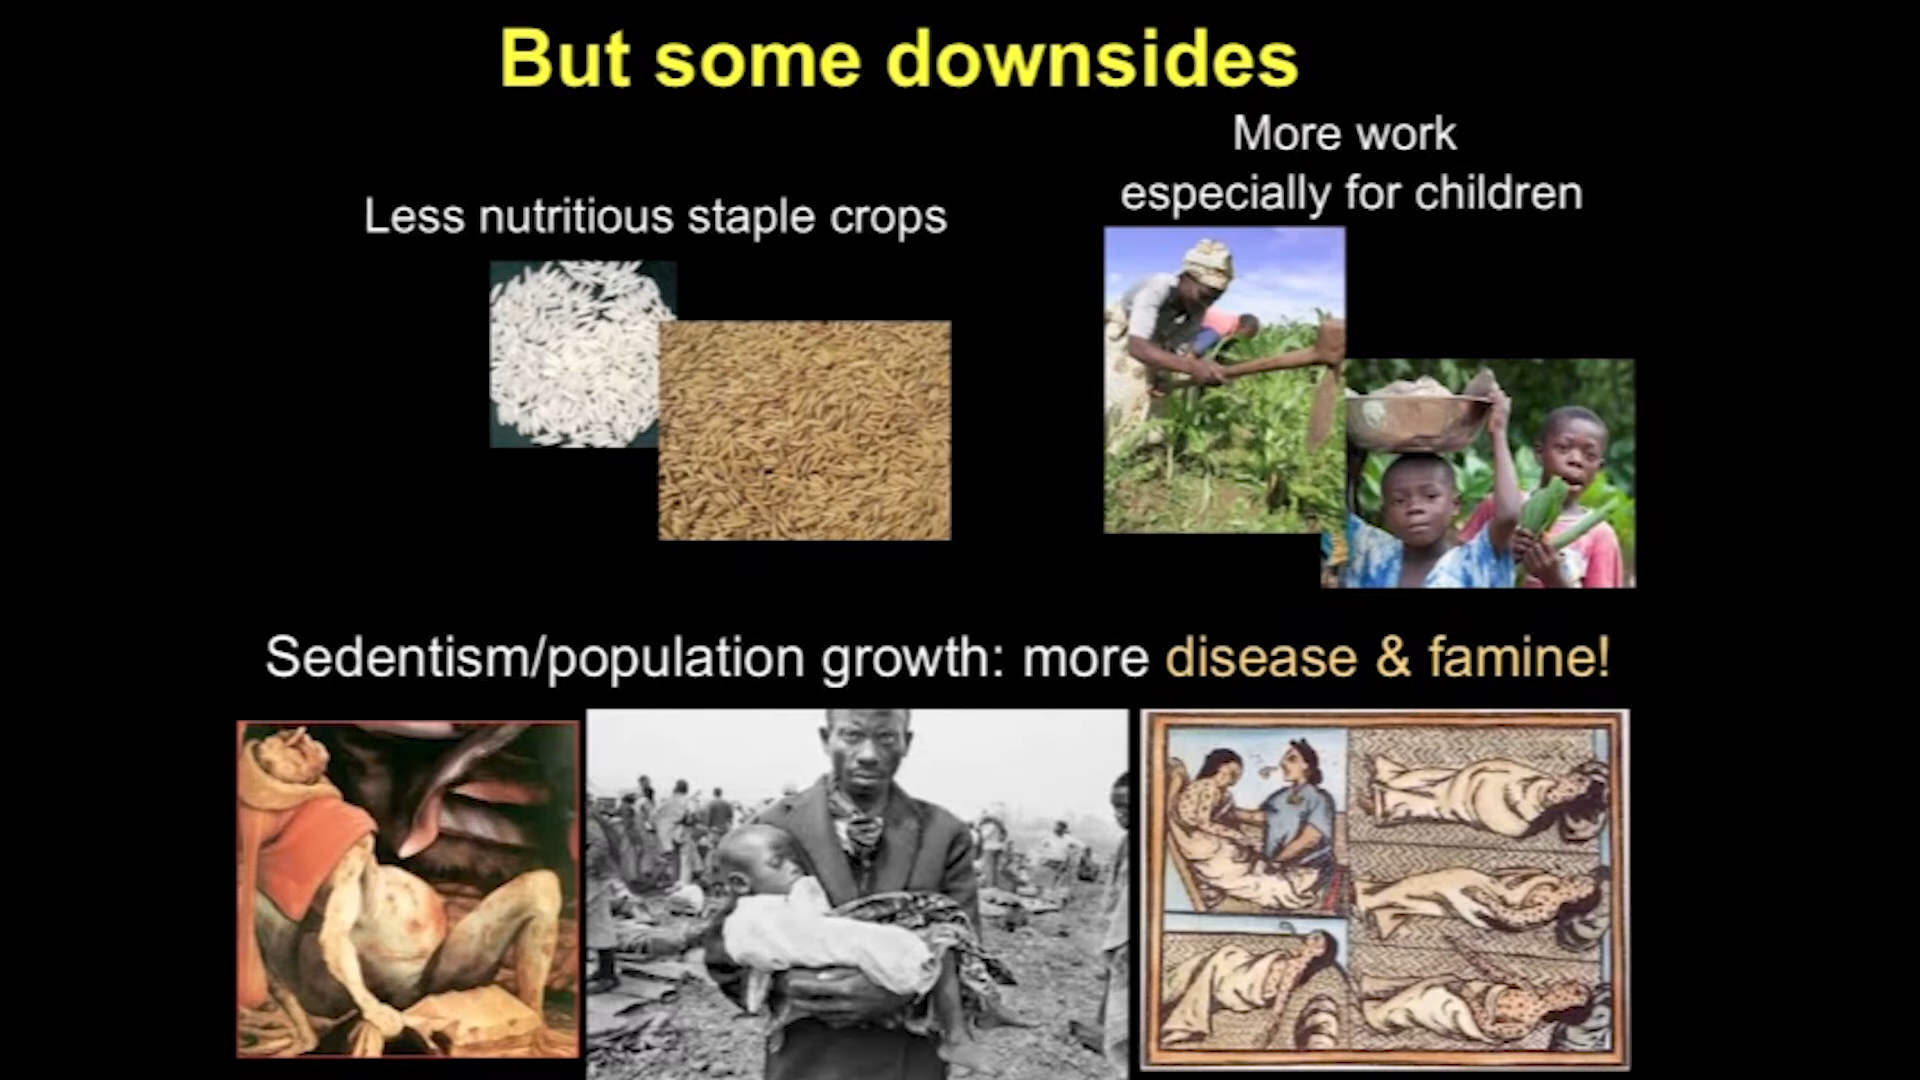 But some downsides
Less nutritious staple crops
More work
especially for children
Sedentism/population growth: more disease & famine!